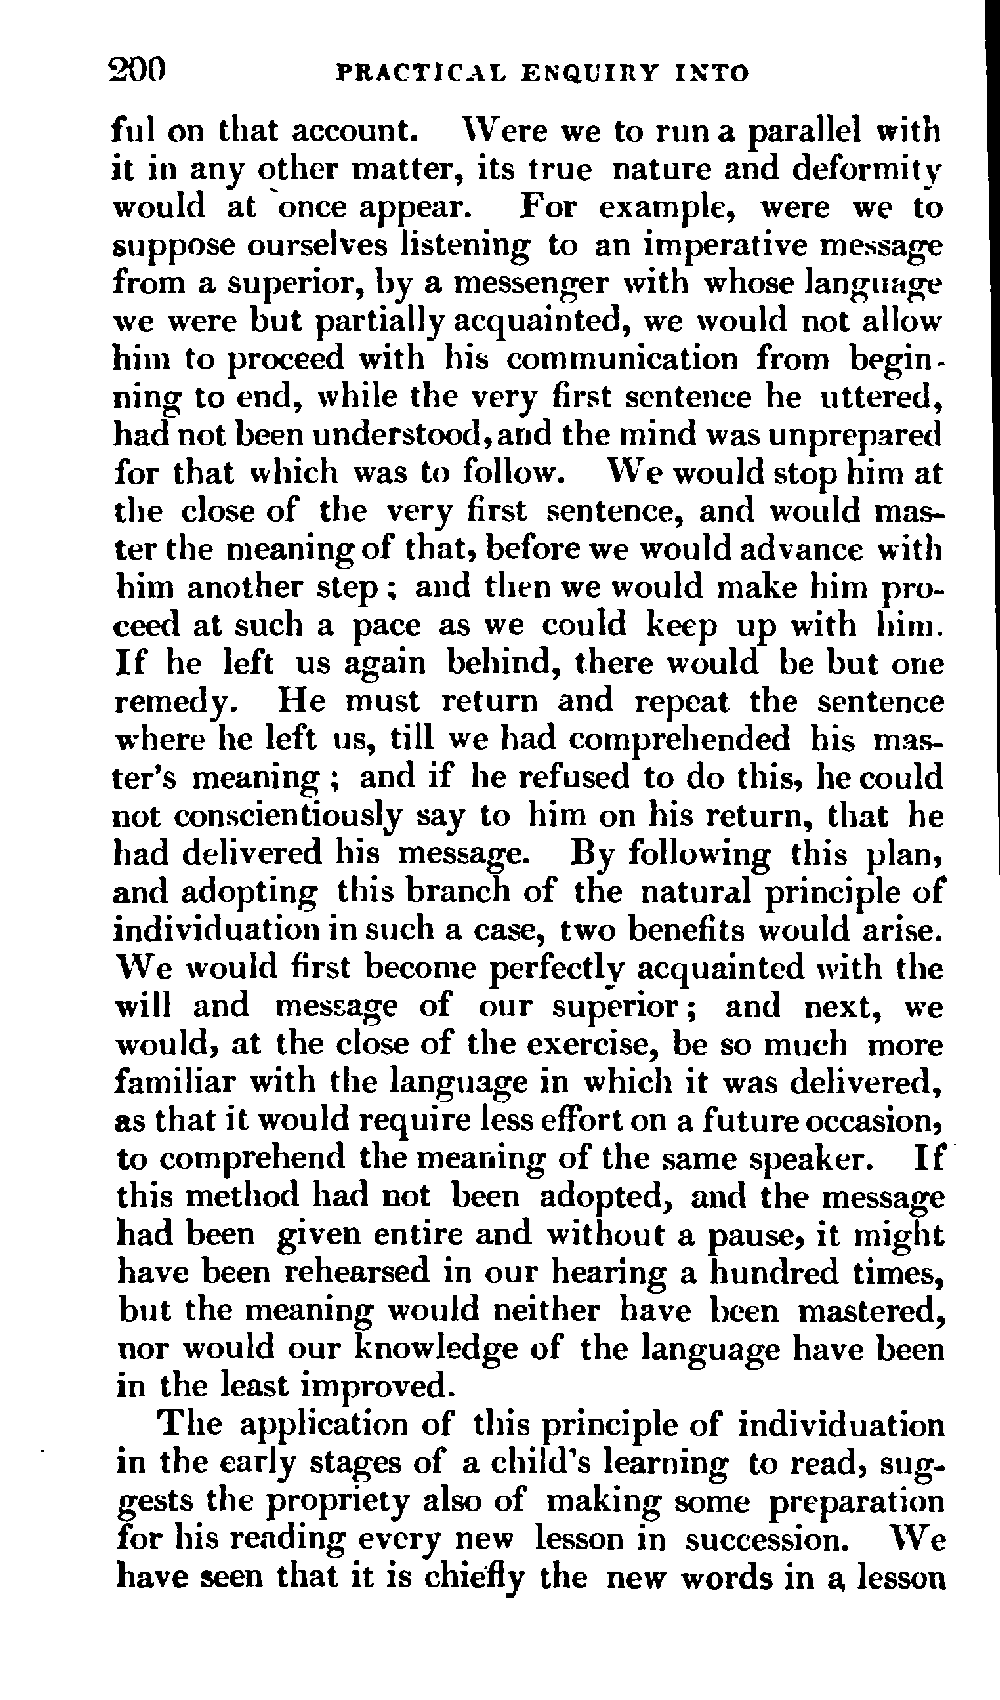 200 PRACTICAL ENQUIRY INTO
ful on that account. Were we to run a parallel with
it in any other matter, its true nature and deformity
would at once appear. For example, were we to
suppose ourselves listening to an imperative message
from a superior, by a messenger with whose language
we were but partially acquainted, we would not allow
him to proceed with his communication from begin-
ning to end, while the very first sentence he uttered,
had not been understood, and the mind was unprepared
for that which was to follow. We would stop him at
the close of the very first sentence, and would mas-
ter the meaning of that, before we would advance with
him another step; and then we would make him pro-
ceed at such a pace as we could keep up with him.
If he left us again behind, there would be but one
remedy. He must return and repeat the sentence
where he left us, till we had comprehended his mas-
ter's meaning; and if he refused to do this, he could
not conscientiously say to him on his return, that he
had delivered his message. By following this plan,
and adopting this branch of the natural principle of
individuation in such a case, two benefits would arise.
We would first become perfectly acquainted with the
will and message of our superior; and next, we
would, at the close of the exercise, be so much more
familiar with the language in which it was delivered,
as that it would require less effort on a future occasion,
to comprehend the meaning of the same speaker. If
this method had not been adopted, and the message
had been given entire and without a pause, it might
have been rehearsed in our hearing a hundred times,
but the meaning would neither have been mastered,
nor would our knowledge of the language have been
in the least improved.
The application of this principle of individuation
in the early stages of a child's learning to read, sug-
gests the propriety also of making some preparation
for his reading every new lesson in succession. We
have seen that it is chiefly the new words in a lesson